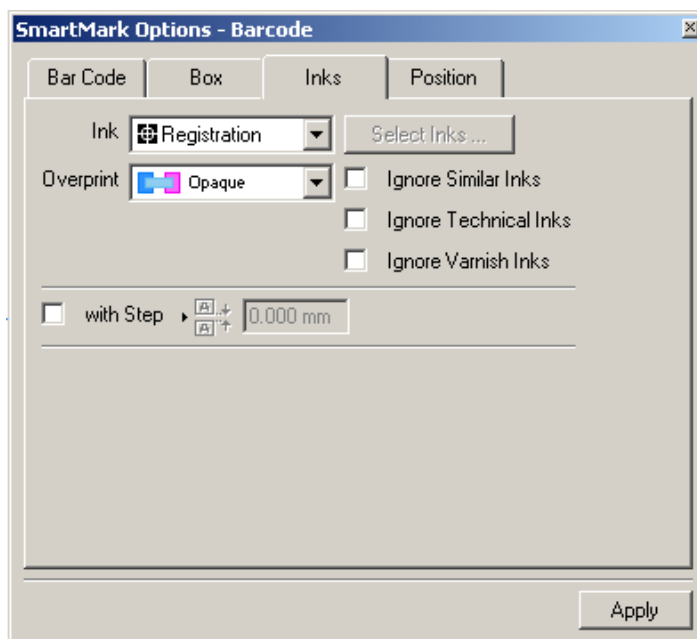 SmartMark Options - Barcode
Bar Code Box Inks Position
Ink Registration Select Inks ...
Overprint Opaque Ignore Similar Inks
Ignore Technical Inks
Ignore Varnish Inks
with Step A A 0.000 mm
Apply